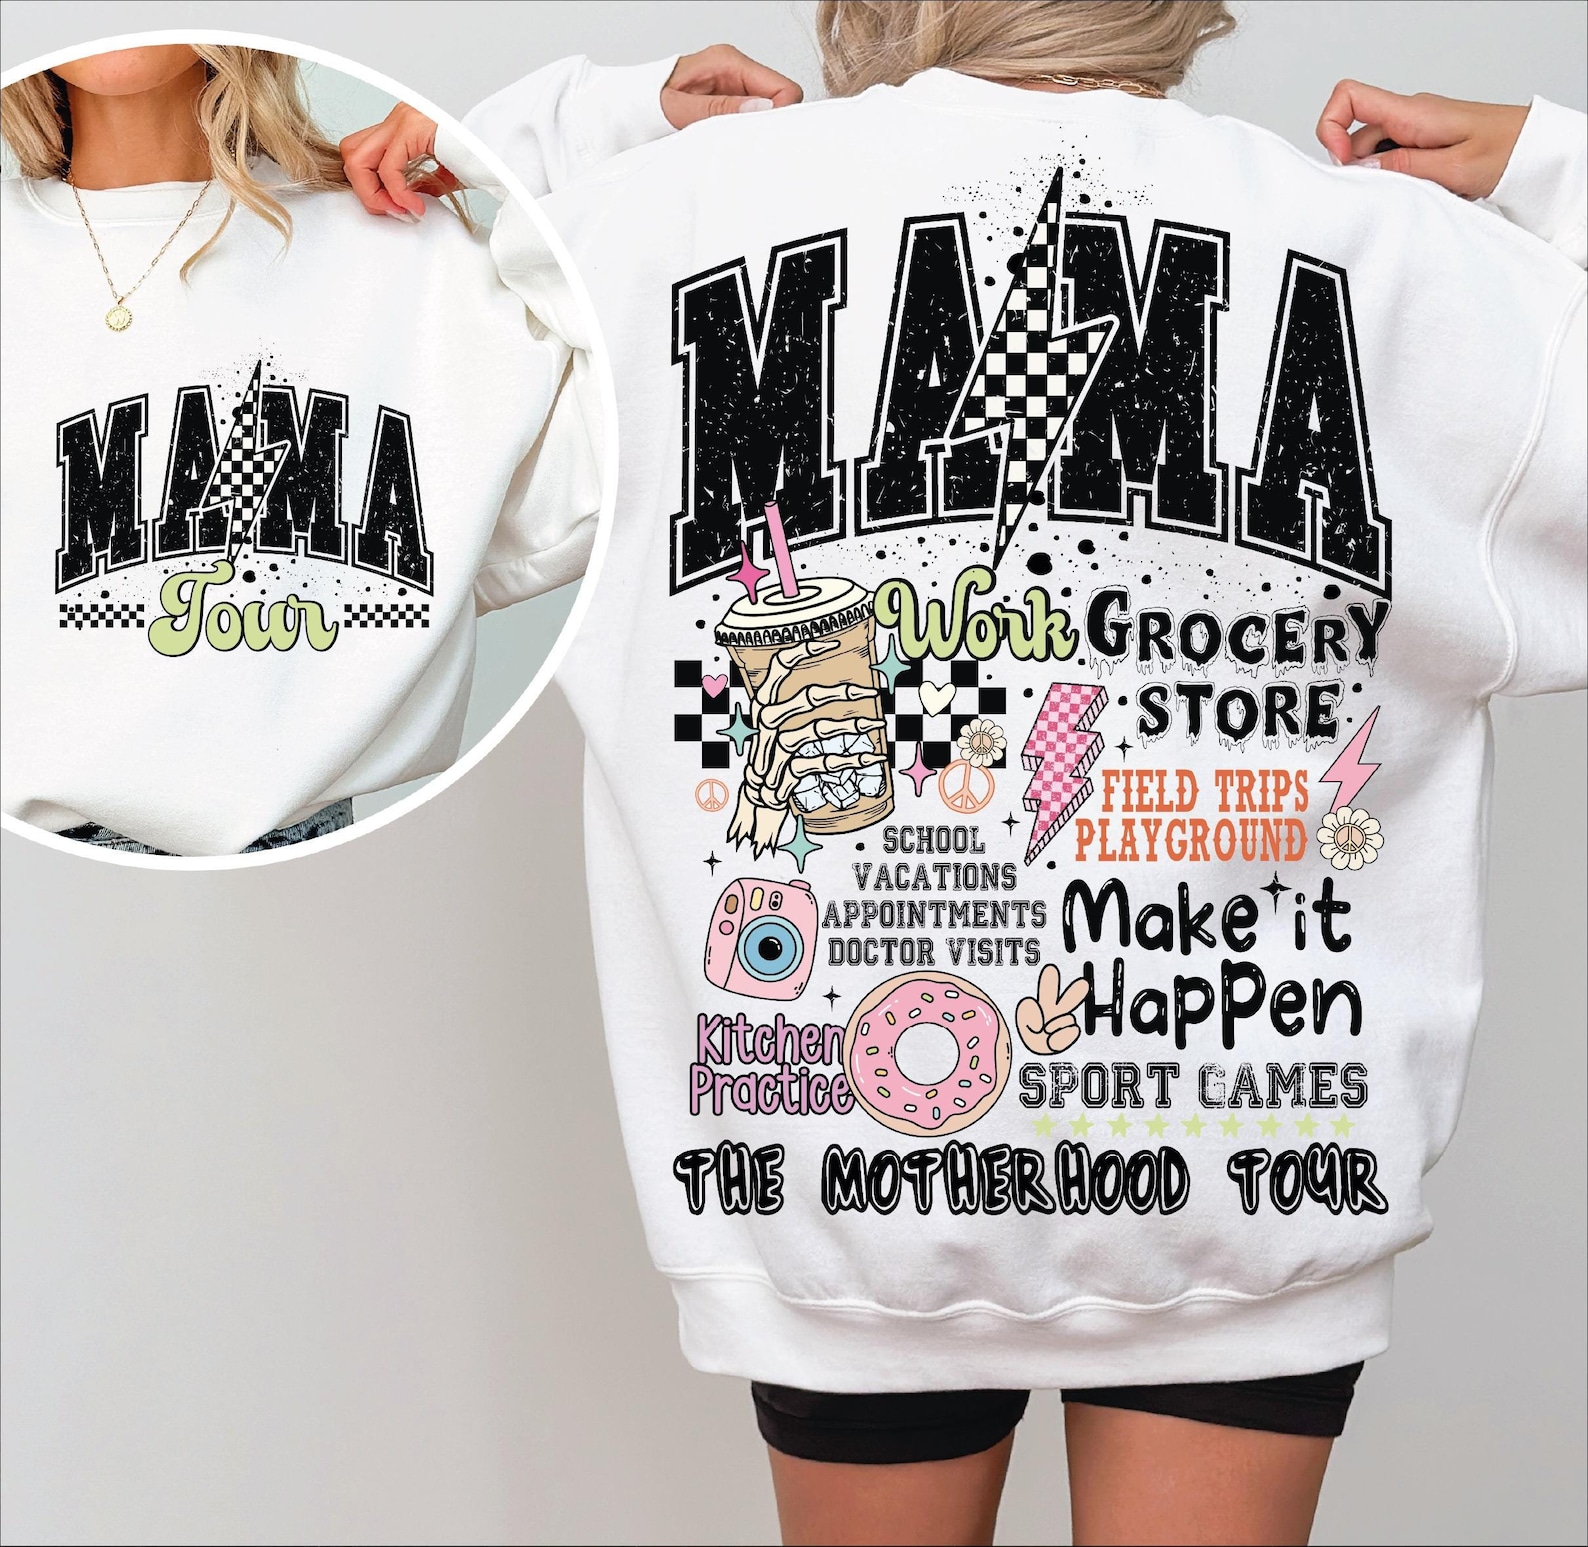 MAMA
Tour
MAMA
Work
GROCERY
STORE
FIELD TRIPS
PLAYGROUND
SCHOOL
VACATIONS
APPOINTMENTS
DOCTOR VISITS
Make it
Happen
Kitchen
Practice
SPORT GAMES
THE MOTHERHOOD TOUR